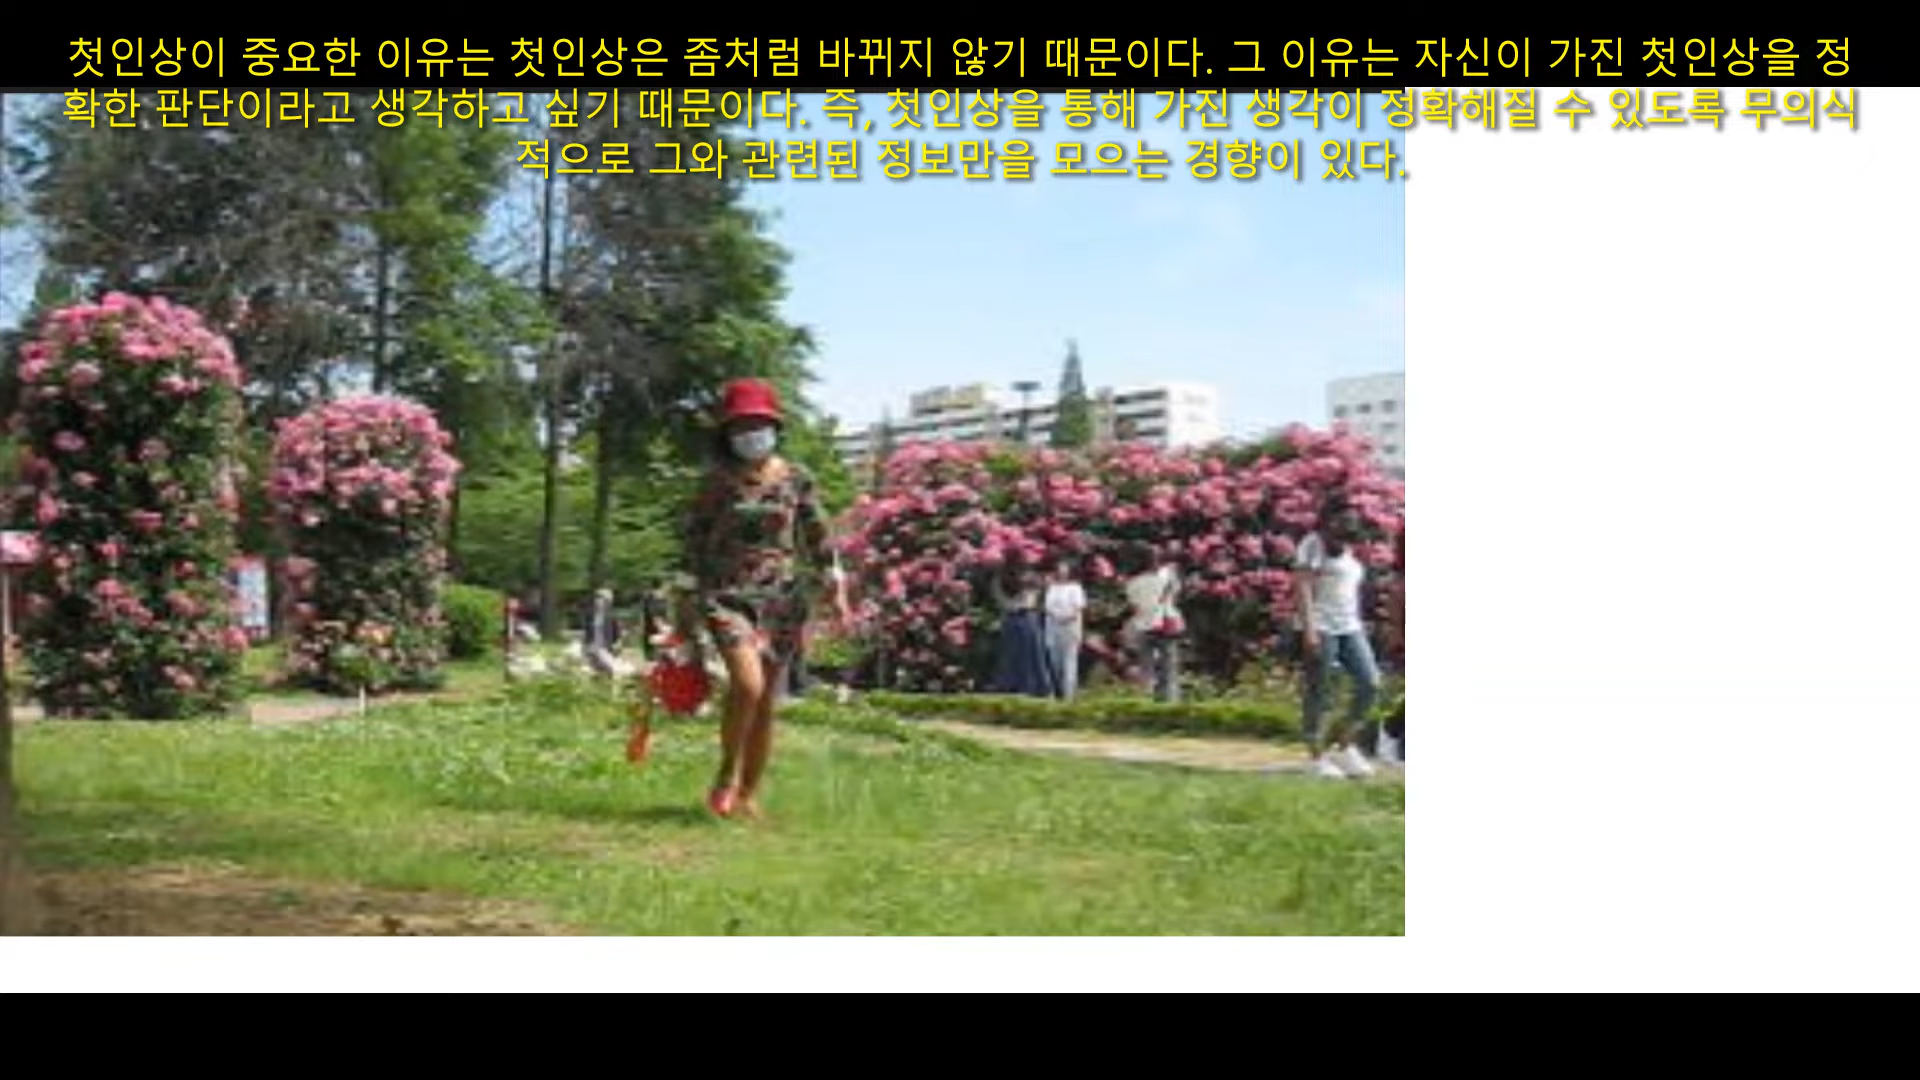 첫인상이 중요한 이유는 첫인상은 좀처럼 바뀌지 않기 때문이다. 그 이유는 자신이 가진 첫인상을 정
확한 판단이라고 생각하고 싶기 때문이다. 즉, 첫인상을 통해 가진 생각이 정확해질 수 있도록 무의식
적으로 그와 관련된 정보만을 모으는 경향이 있다.